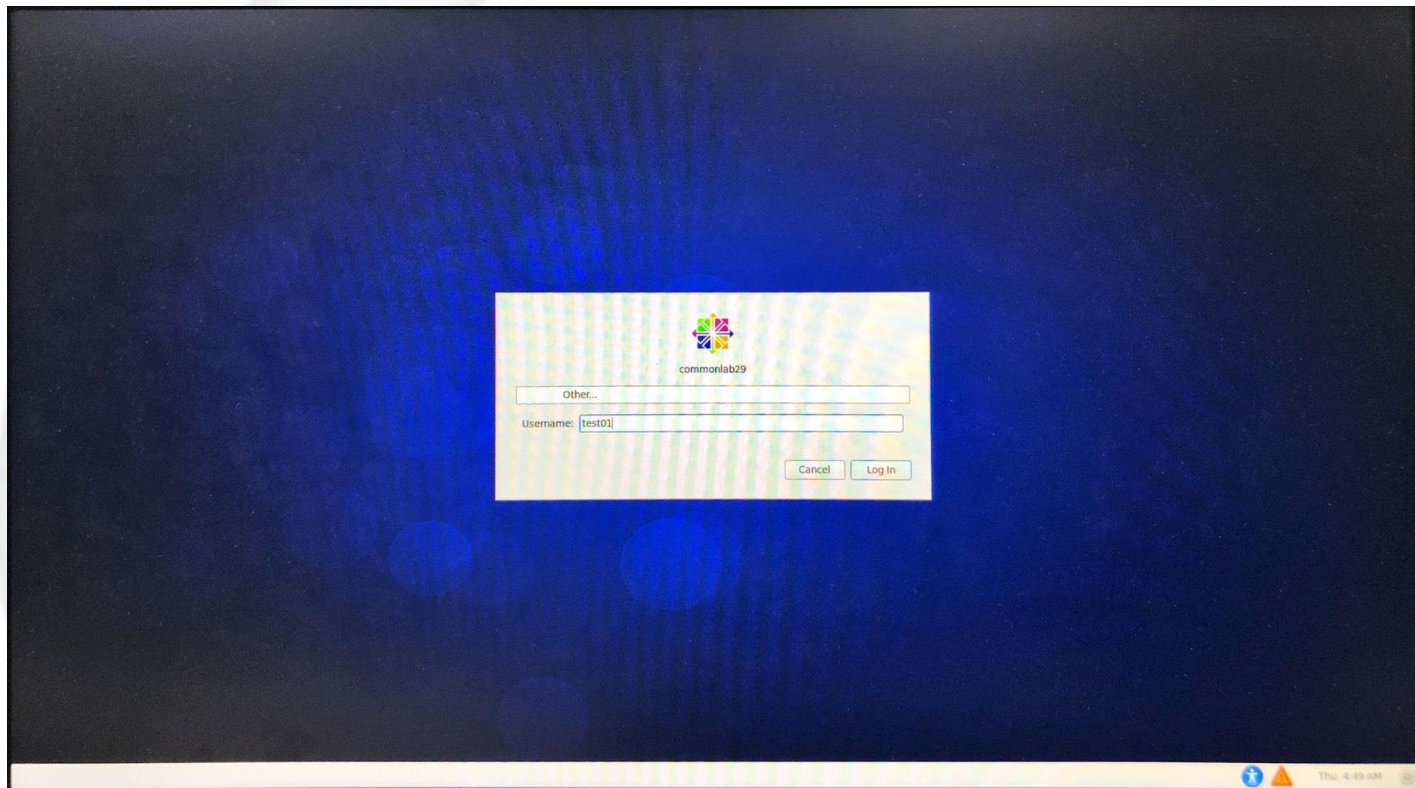 commonlab29
Other...
Username: test01
Cancel Log In
Thu 4:49 AM